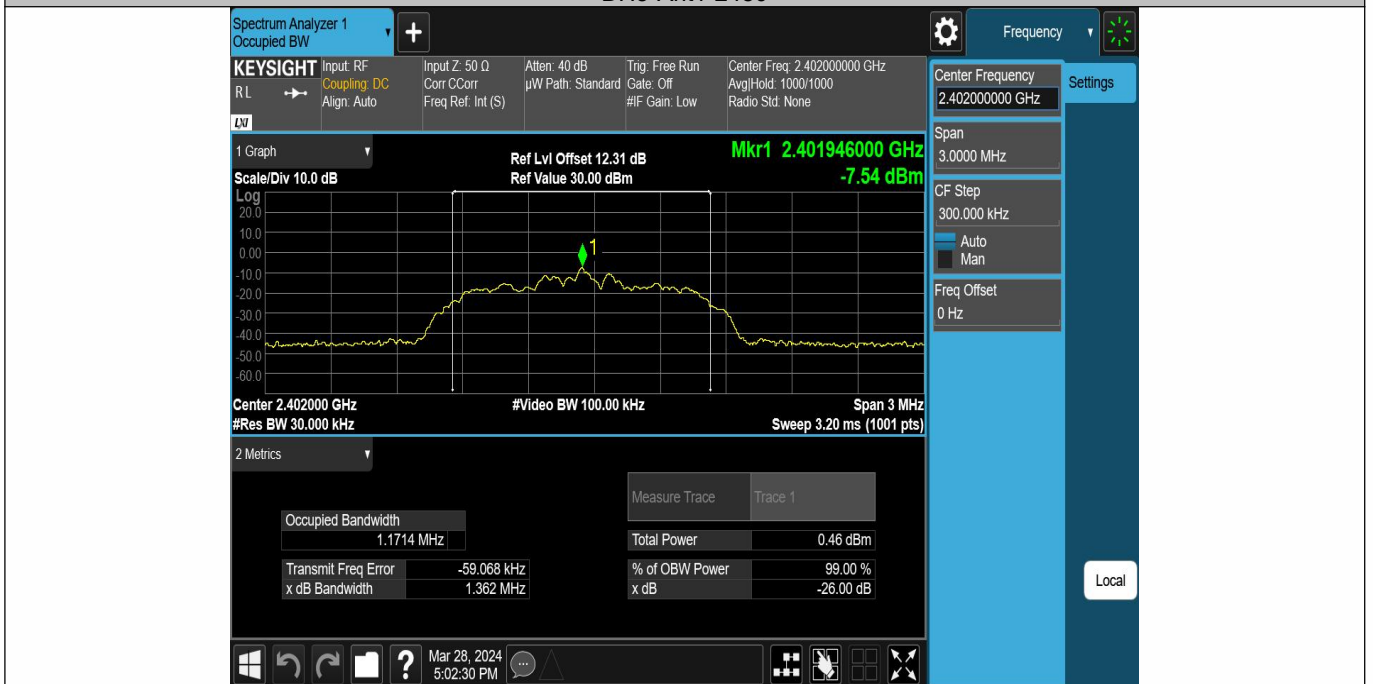 Spectrum Analyzer 1
Occupied BW
+
Frequency
KEYSIGHT
R L
LXI
Input: RF
Coupling: DC
Align: Auto
Input Z: 50 Ω
Corr CCorr
Freq Ref: Int (S)
Atten: 40 dB
µW Path: Standard
Trig: Free Run
Gate: Off
#IF Gain: Low
Center Freq: 2.402000000 GHz
Avg|Hold: 1000/1000
Radio Std: None
Center Frequency
2.402000000 GHz
Settings
Span
3.0000 MHz
CF Step
300.000 kHz
Auto
Man
Freq Offset
0 Hz
Local
1 Graph
Scale/Div 10.0 dB
Ref Lvl Offset 12.31 dB
Ref Value 30.00 dBm
Mkr1 2.401946000 GHz
-7.54 dBm
Log
20.0
10.0
0.00
-10.0
-20.0
-30.0
-40.0
-50.0
-60.0
1
Center 2.402000 GHz
#Res BW 30.000 kHz
#Video BW 100.00 kHz
Span 3 MHz
Sweep 3.20 ms (1001 pts)
2 Metrics
Measure Trace Trace 1
Occupied Bandwidth
1.1714 MHz
Total Power 0.46 dBm
Transmit Freq Error -59.068 kHz
% of OBW Power 99.00 %
x dB Bandwidth 1.362 MHz
x dB -26.00 dB
?
Mar 28, 2024
5:02:30 PM